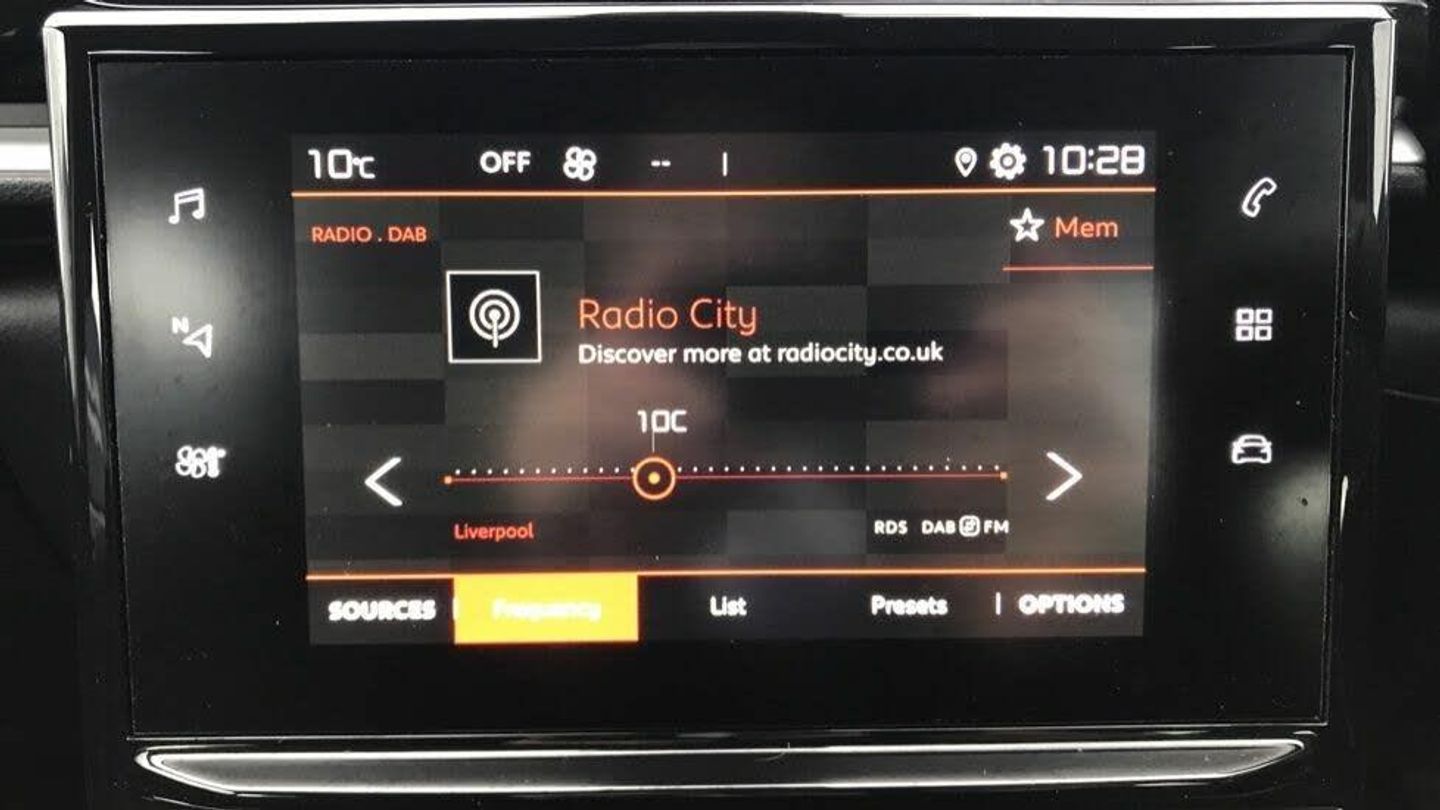 10°C OFF -- 10:28
RADIO . DAB
Mem
Radio City
Discover more at radiocity.co.uk
10C
N
Liverpool
RDS DAB FM
SOURCES Frequency List Presets OPTIONS